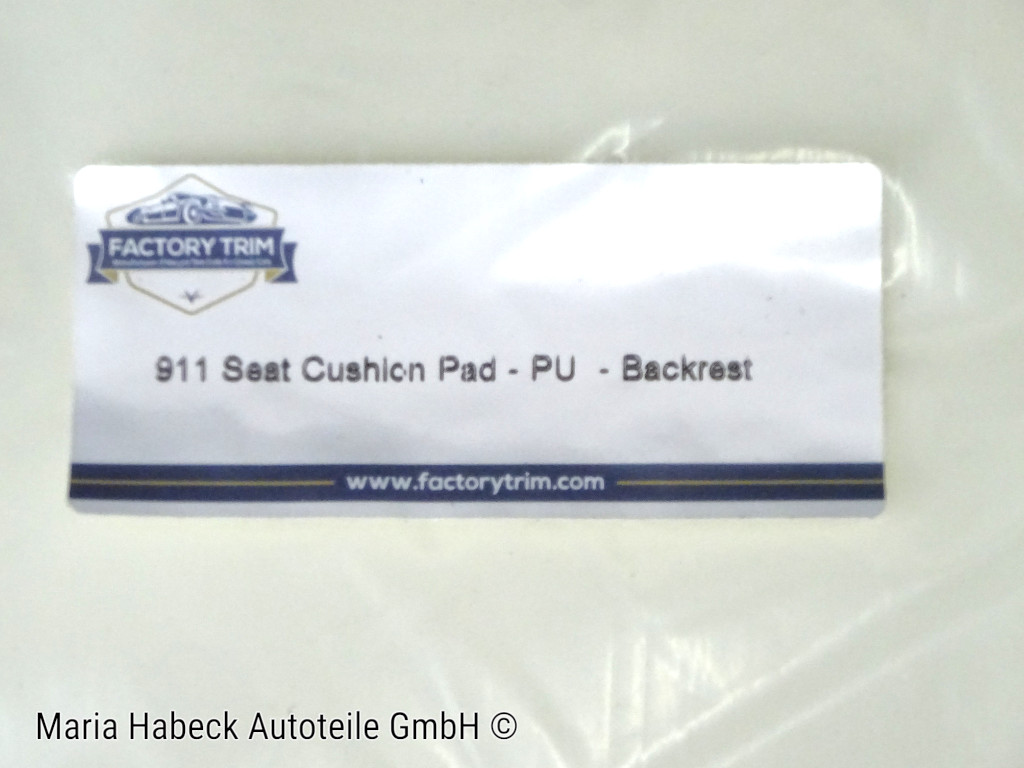 FACTORY TRIM
911 Seat Cushion Pad - PU - Backrest
www.factorytrim.com
Maria Habeck Autoteile GmbH ©